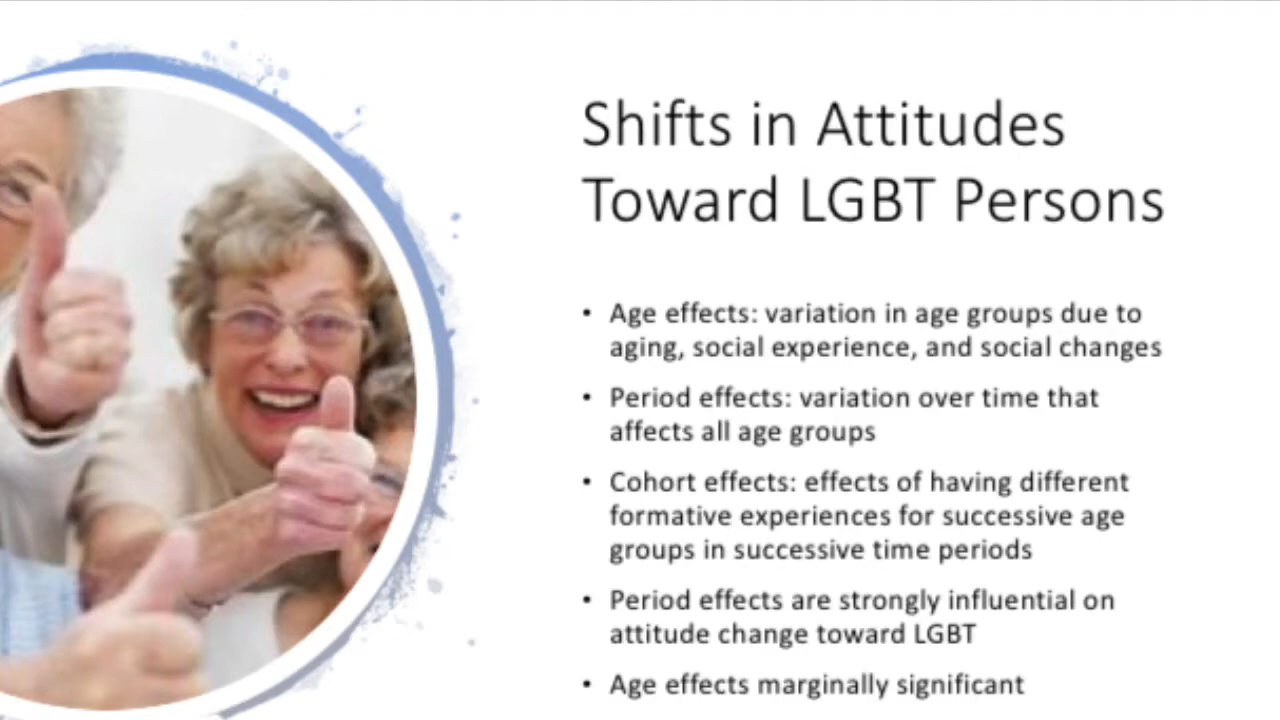 Shifts in Attitudes
Toward LGBT Persons
• Age effects: variation in age groups due to
aging, social experience, and social changes
• Period effects: variation over time that
affects all age groups
• Cohort effects: effects of having different
formative experiences for successive age
groups in successive time periods
• Period effects are strongly influential on
attitude change toward LGBT
• Age effects marginally significant